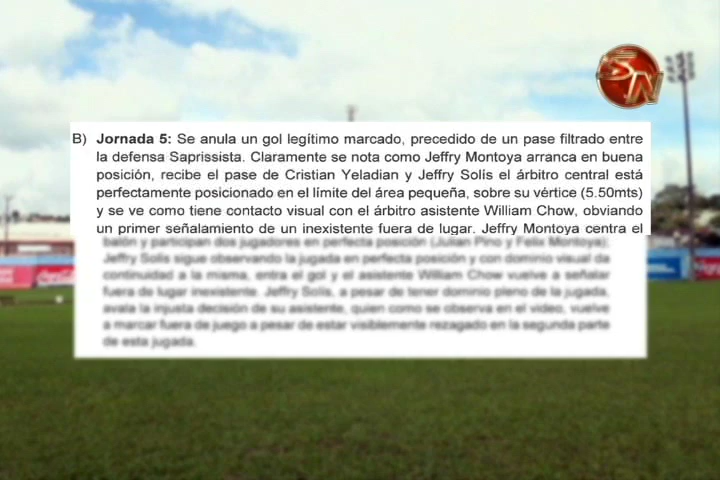 SN
B) Jornada 5: Se anula un gol legítimo marcado, precedido de un pase filtrado entre
la defensa Saprissista. Claramente se nota como Jeffry Montoya arranca en buena
posición, recibe el pase de Cristian Yeladian y Jeffry Solís el árbitro central está
perfectamente posicionado en el límite del área pequeña, sobre su vértice (5.50mts)
y se ve como tiene contacto visual con el árbitro asistente William Chow, obviando
un primer señalamiento de un inexistente fuera de lugar. Jeffry Montoya centra el
balón y participan dos jugadores en perfecta posición (Julian Pino y Felix Montoya);
Jeffry Solís sigue observando la jugada en perfecta posición y con dominio visual da
continuidad a la misma, entra el gol y el asistente William Chow vuelve a señalar
fuera de lugar inexistente. Jeffry Solís, a pesar de tener dominio pleno de la jugada,
avala la injusta decisión de su asistente, quien como se observa en el video, vuelve
a marcar fuera de juego a pesar de estar visiblemente rezagado en la segunda parte
de esta jugada.